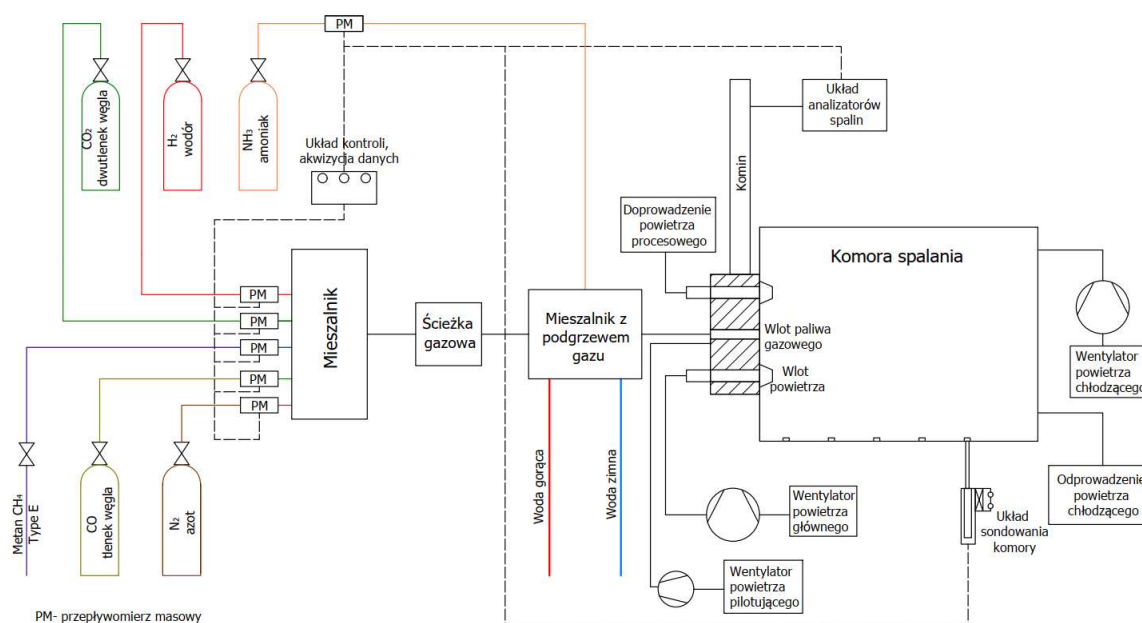 PM
CO₂
dwutlenek węgla
H₂
wodór
NH₃
amoniak
Układ kontroli,
akwizycja danych
Układ
analizatorów
spalin
Komin
Doprowadzenie
powietrza
procesowego
Komora spalania
PM
PM
PM
PM
PM
Mieszalnik
Ścieżka
gazowa
Mieszalnik z
podgrzewem
gazu
Wlot paliwa
gazowego
Wlot
powietrza
Wentylator
powietrza
chłodzącego
Metan CH₄
Type E
CO
tlenek węgla
N₂
azot
Woda gorąca
Woda zimna
Wentylator
powietrza
głównego
Wentylator
powietrza
pilotującego
Układ
sondowania
komory
Odprowadzenie
powietrza
chłodzącego
PM- przepływomierz masowy